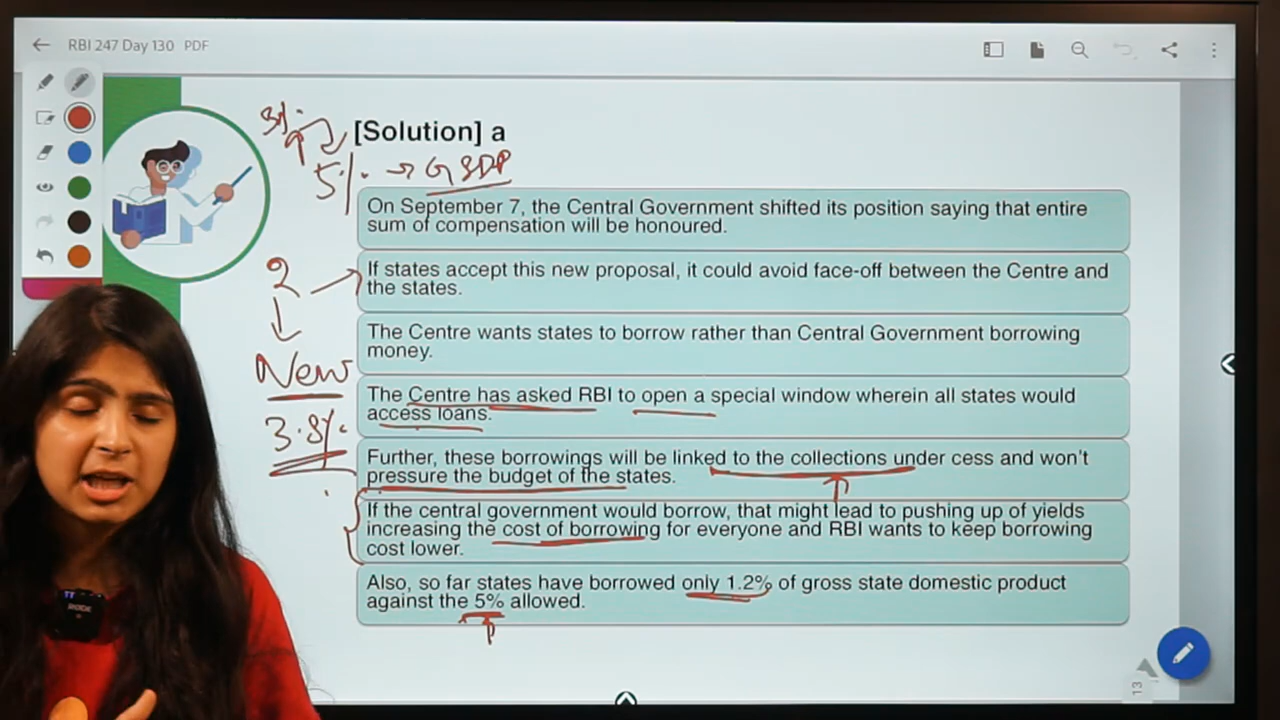 RBI 247 Day 130 PDF
3%
[Solution] a
5% → GSDP
On September 7, the Central Government shifted its position saying that entire
sum of compensation will be honoured.
2
If states accept this new proposal, it could avoid face-off between the Centre and
the states.
The Centre wants states to borrow rather than Central Government borrowing
money.
New
The Centre has asked RBI to open a special window wherein all states would
access loans.
3.8%
Further, these borrowings will be linked to the collections under cess and won't
pressure the budget of the states.
If the central government would borrow, that might lead to pushing up of yields
increasing the cost of borrowing for everyone and RBI wants to keep borrowing
cost lower.
Also, so far states have borrowed only 1.2% of gross state domestic product
against the 5% allowed.
RODE
13